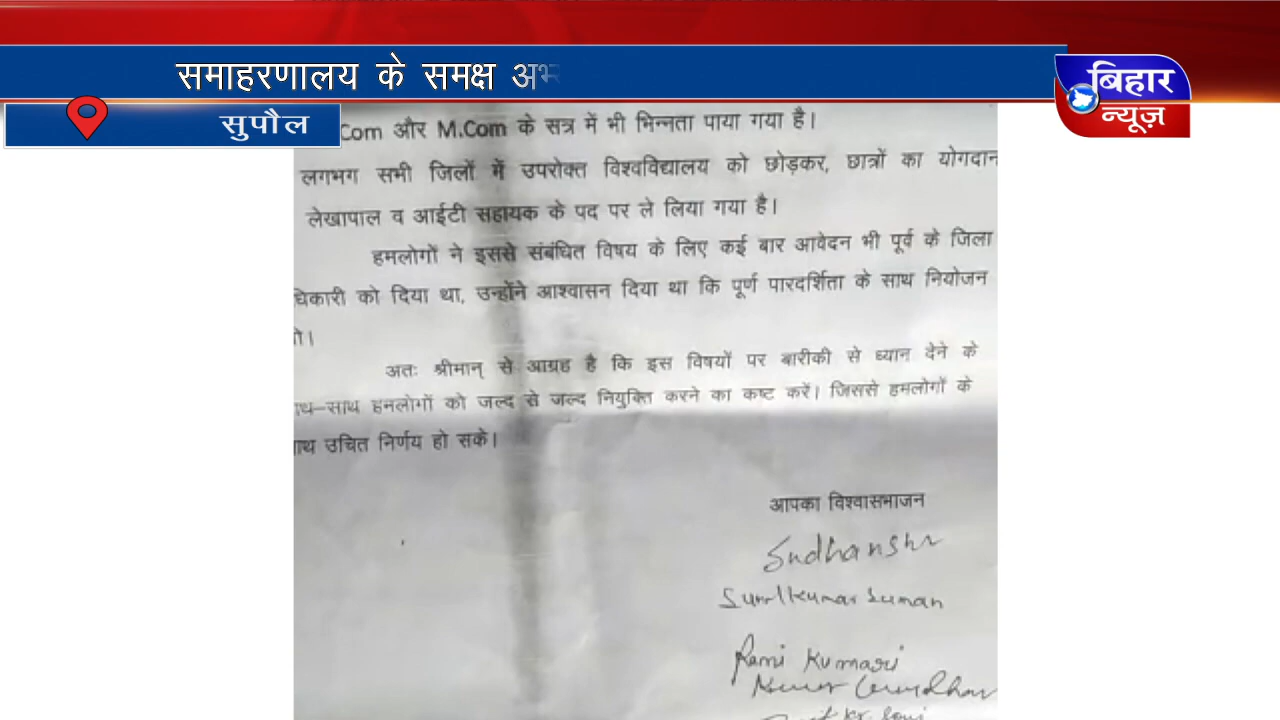 समाहरणालय के समक्ष
सुपौल
बिहार
न्यूज़
Com और M.Com के सत्र में भी भिन्नता पाया गया है।
लगभग सभी जिलों में उपरोक्त विश्वविद्यालय को छोड़कर, छात्रों का योगदान
लेखापाल व आईटी सहायक के पद पर ले लिया गया है।
हमलोगों ने इससे संबंधित विषय के लिए कई बार आवेदन भी पूर्व के जिला
धिकारी को दिया था, उन्होंने आश्वासन दिया था कि पूर्ण पारदर्शिता के साथ नियोजन
अतः श्रीमान् से आग्रह है कि इस विषयों पर बारीकी से ध्यान देने के
थ–साथ हमलोगों को जल्द से जल्द नियुक्ति करने का कष्ट करें। जिससे हमलोगों के
ाथ उचित निर्णय हो सके।
आपका विश्वासभाजन
Sudhanshu
Sunil Kumar Suman
Rami Kumari